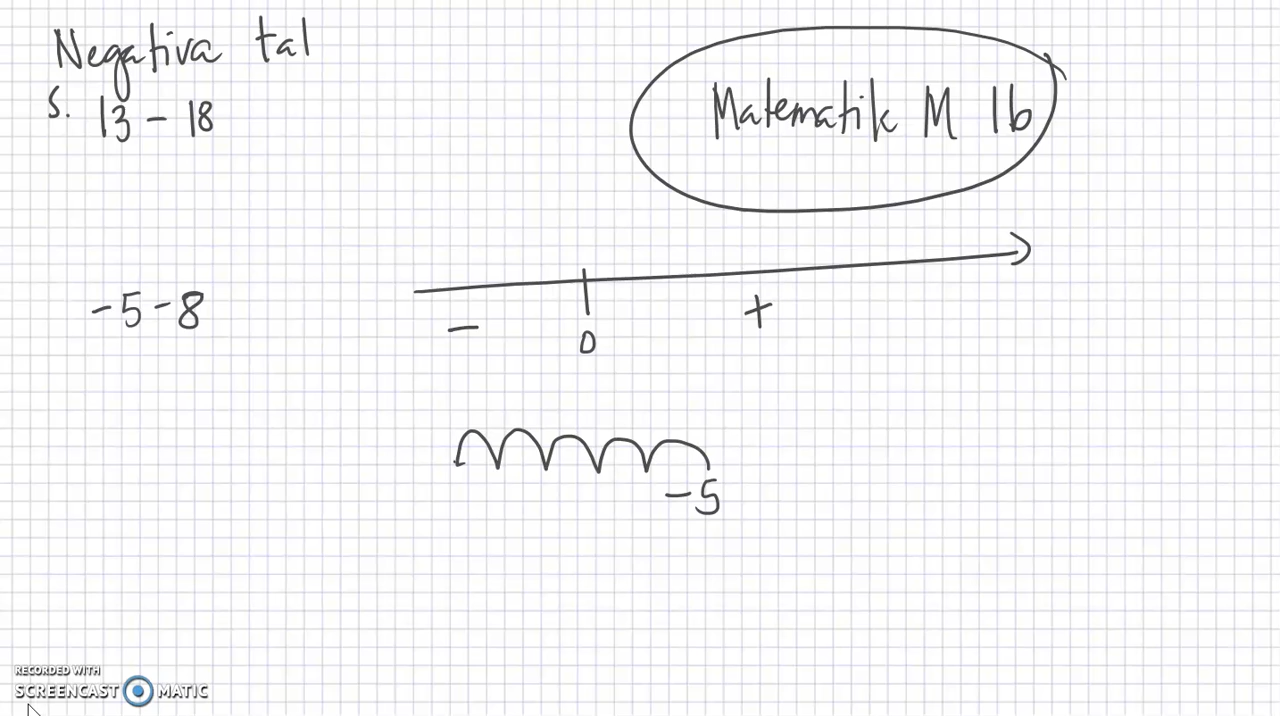 Negativa tal
s. 13 - 18
Matematik M 1b
-5-8
-
0
+
-5
RECORDED WITH
SCREENCAST MATIC